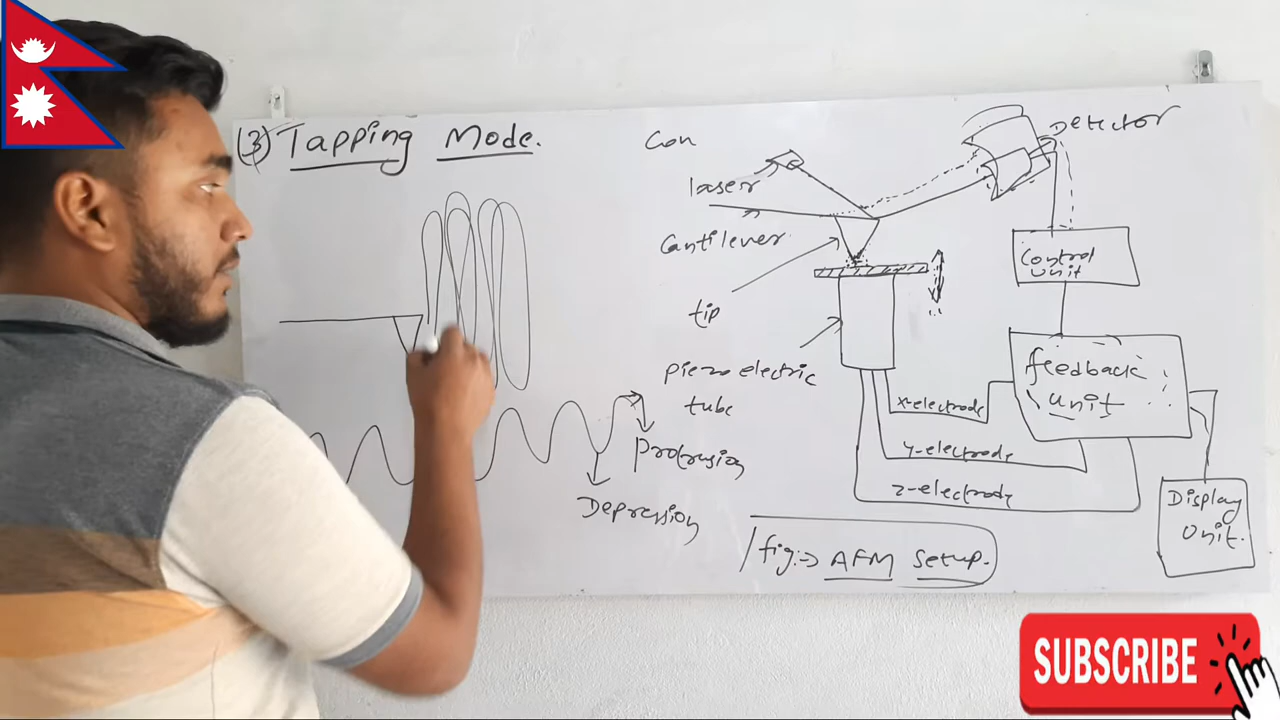 (3) Tapping Mode.
Con
Detector
laser
Cantilever
tip
Control
Unit
piezo electric
tube
feedback
Unit
x-electrode
y-electrode
z-electrode
Protrusion
Depression
Display
Unit.
fig:-> AFM Setup.
SUBSCRIBE